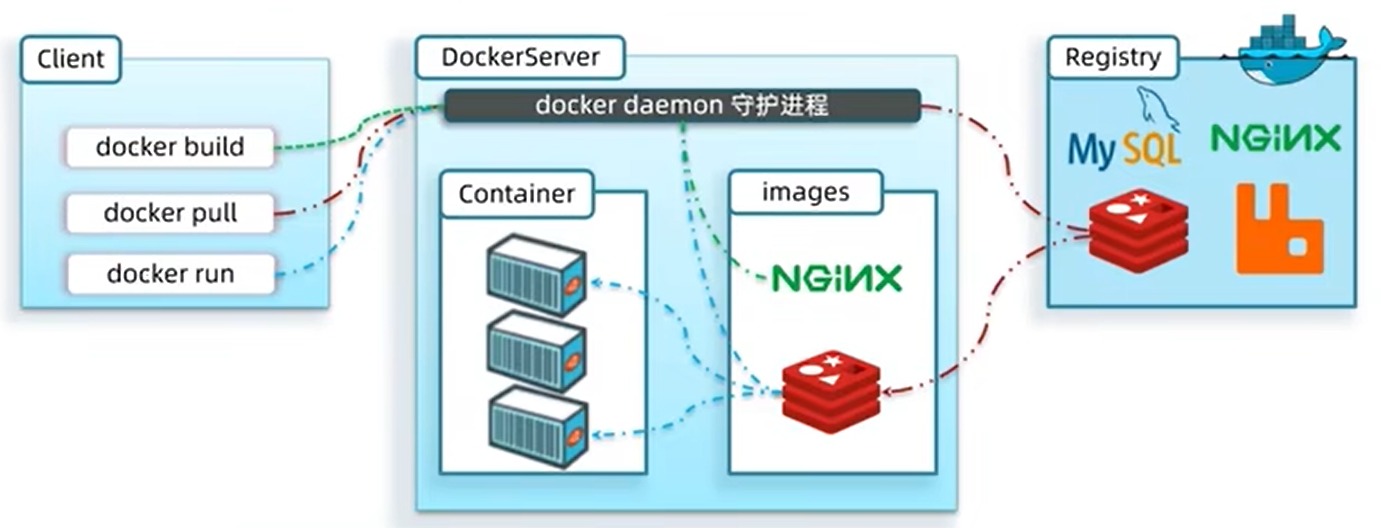 Client
docker build
docker pull
docker run
DockerServer
docker daemon 守护进程
Container
images
NGINX
Registry
MySQL
NGINX